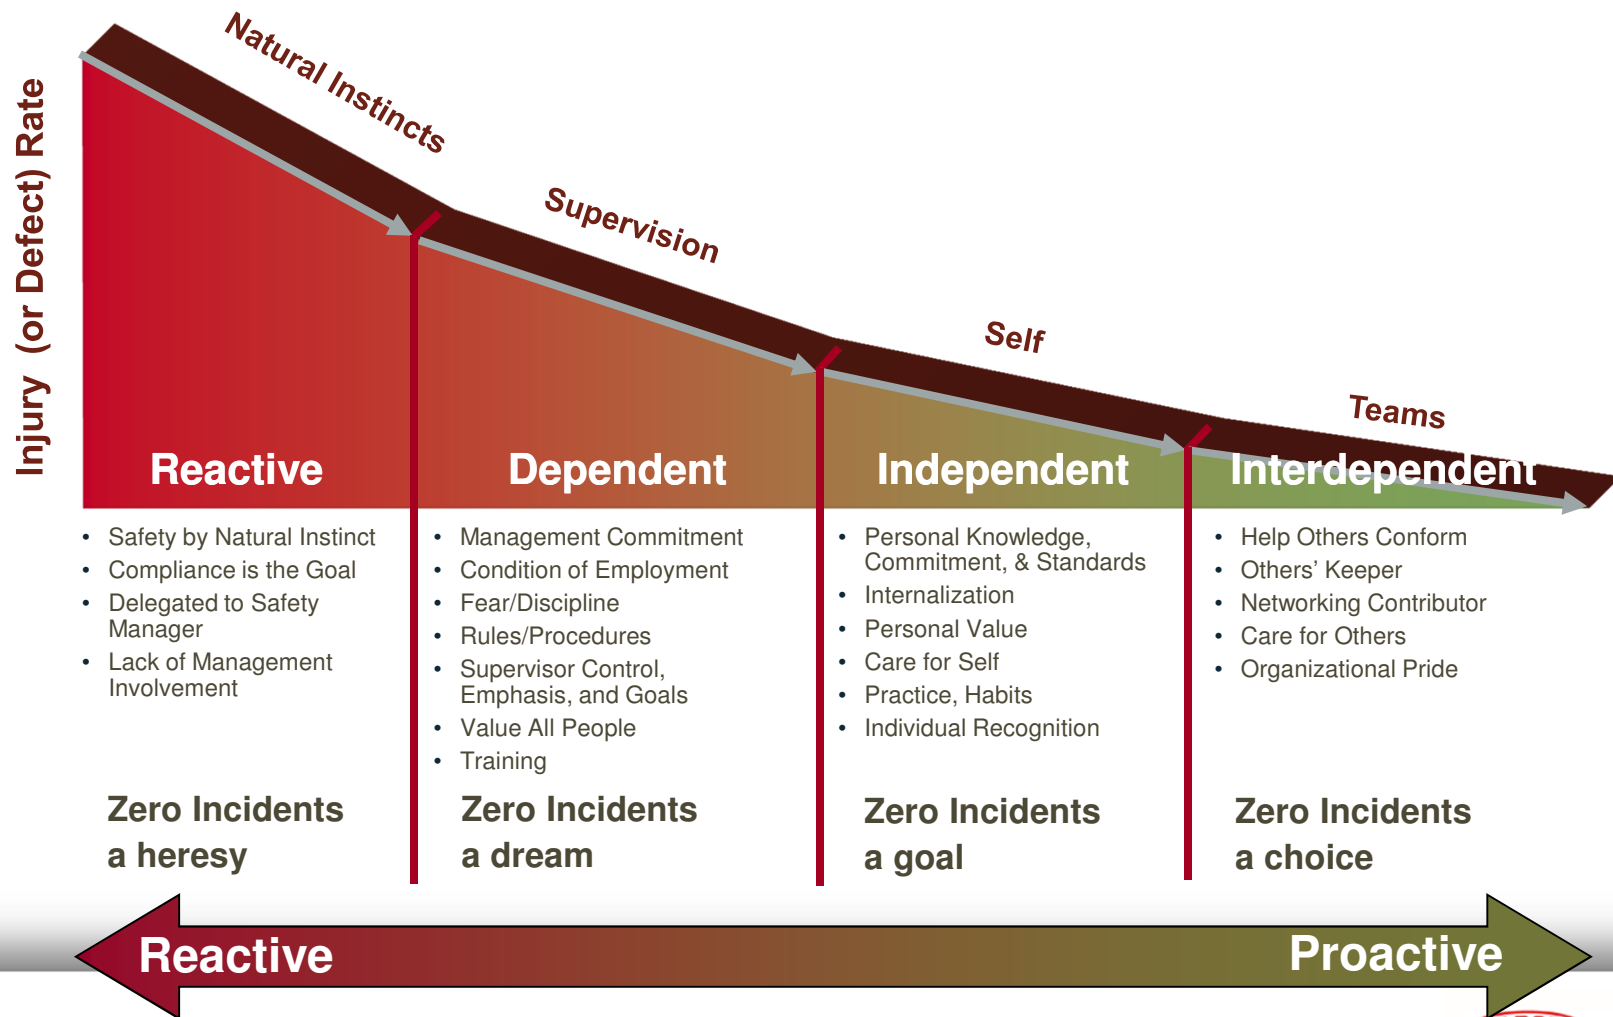 Injury (or Defect) Rate
Natural Instincts
Supervision
Self
Teams
Reactive
Dependent
Independent
Interdependent
• Safety by Natural Instinct
• Compliance is the Goal
• Delegated to Safety
Manager
• Lack of Management
Involvement
Zero Incidents
a heresy
• Management Commitment
• Condition of Employment
• Fear/Discipline
• Rules/Procedures
• Supervisor Control,
Emphasis, and Goals
• Value All People
• Training
Zero Incidents
a dream
• Personal Knowledge,
Commitment, & Standards
• Internalization
• Personal Value
• Care for Self
• Practice, Habits
• Individual Recognition
Zero Incidents
a goal
• Help Others Conform
• Others’ Keeper
• Networking Contributor
• Care for Others
• Organizational Pride
Zero Incidents
a choice
Reactive
Proactive